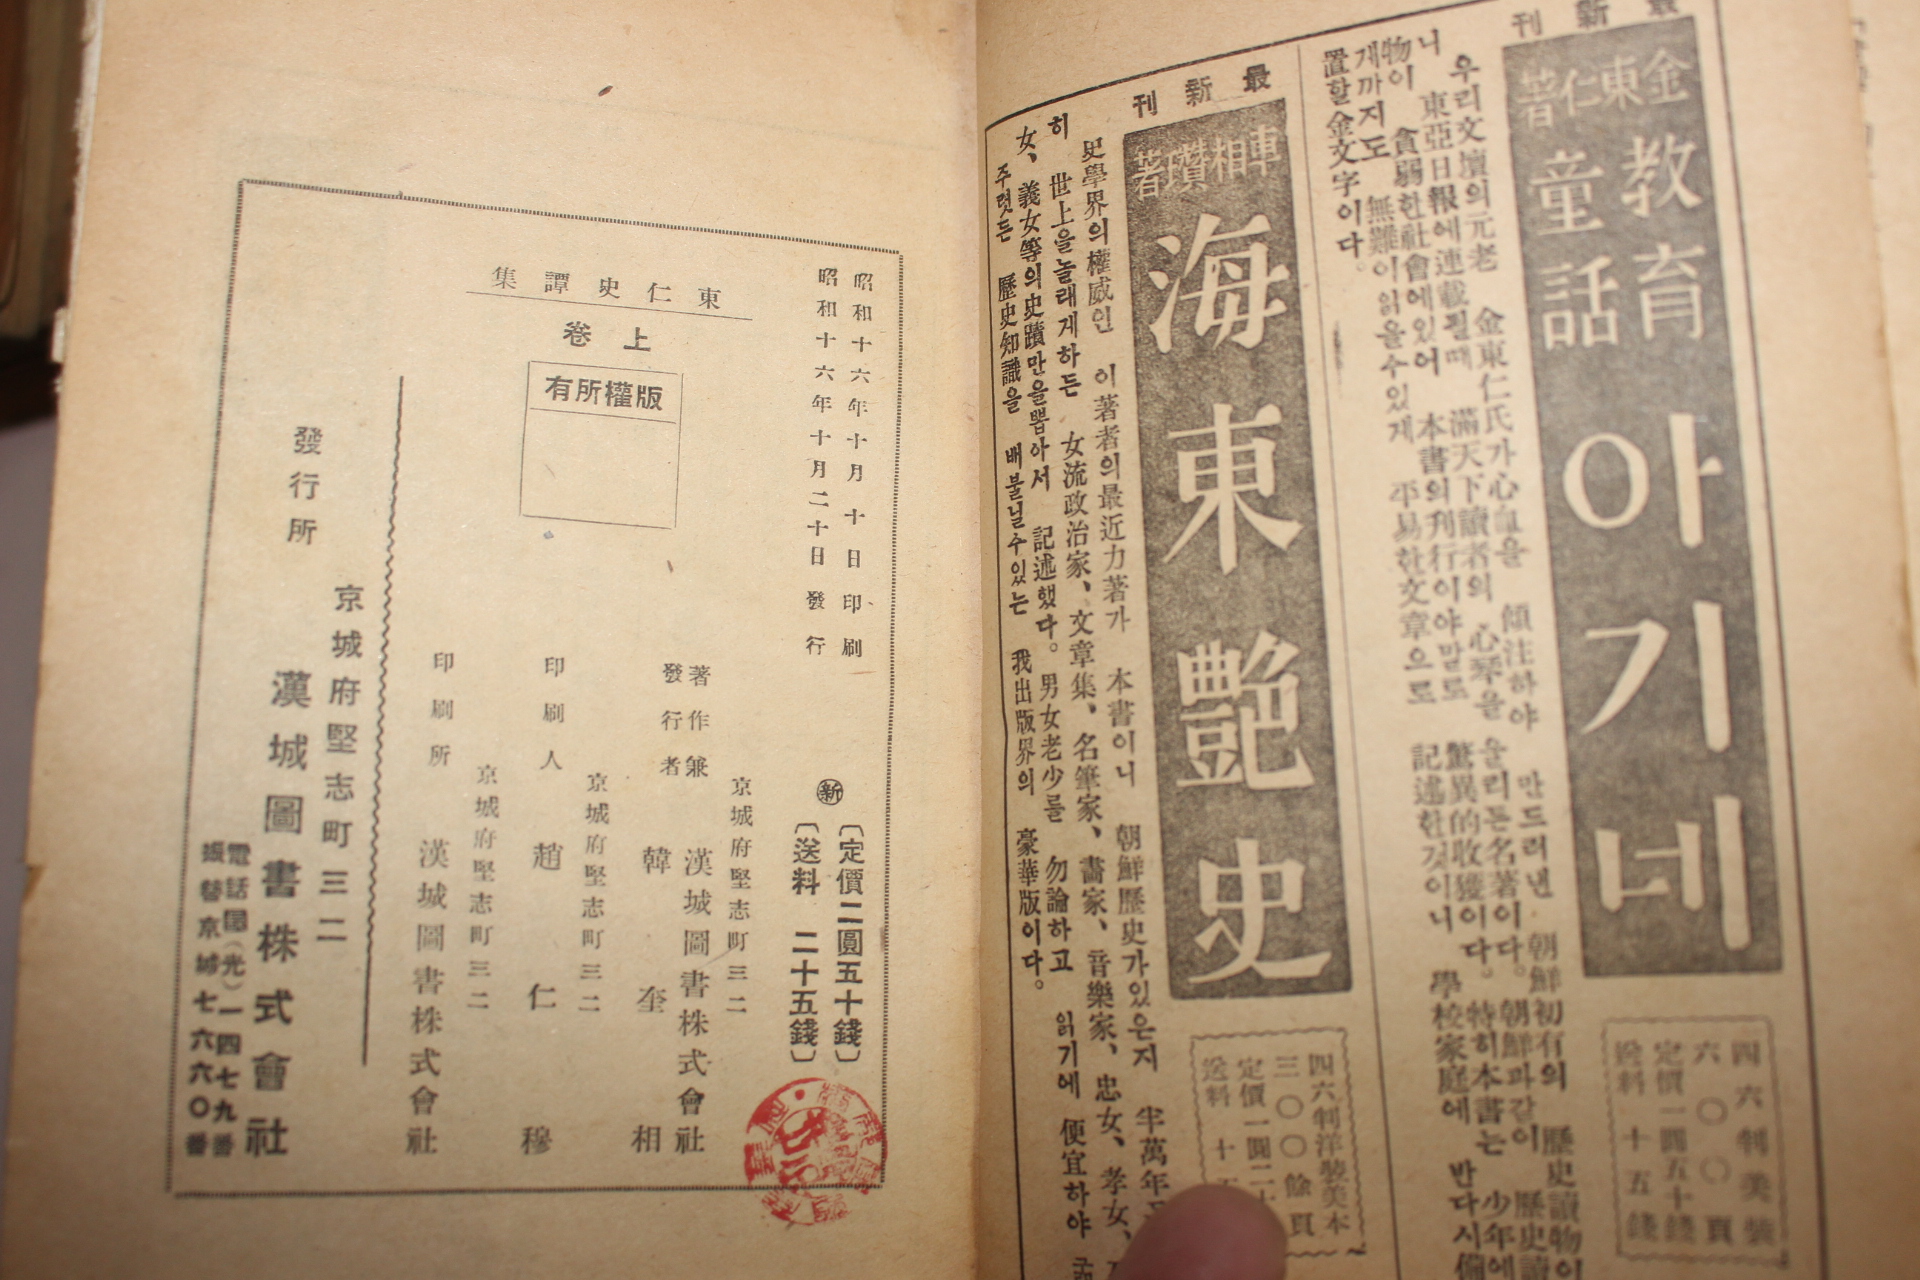 昭和十六年十月十日印刷
昭和十六年十月二十日發行
東仁史譚集
上卷
版權所有
㊟新
〔定價二圓五十錢〕
〔送料 二十五錢〕
京城府堅志町三二
著作兼發行者
漢城圖書株式會社
韓奎相
京城府堅志町三二
印刷人 趙仁穆
京城府堅志町三二
印刷所 漢城圖書株式會社
京城府堅志町三二
發行所 漢城圖書株式會社
電話 (光)一四七九番
振替京城七六六〇番
最新刊
金東仁著
教育童話
아기네
四六判美裝
六〇〇頁
定價一圓五十錢
送料 十五錢
우리文壇의元老 金東仁氏가心血을 傾注하야 만드러낸 朝鮮初有의 歷史讀物이
니 東亞日報에連載될때 滿天下讀者의 心琴을 울리든名著이다。朝鮮과같이 歷史讀
物이 貧弱한社會에있어 本書의刊行이야말로 驚異的收獲이다。特히本書는 少年에
게까지도 無難이읽을수있게 平易한文章으로 記述한것이니 學校家庭에 반다시備
置할金文字이다。
最新刊
車相瓚著
海東艷史
四六判洋裝美本
三〇〇餘頁
定價一圓二十
送料 十
史學界의權威인 이著者의最近力著가 本書이니 朝鮮歷史가있은지 半萬年
히 世上을놀래게하든 女流政治家、文章集、名筆家、畵家、音樂家、忠女、孝女、
女、義女等의史蹟만을뽑아서 記述했다。男女老少를 勿論하고 읽기에 便宜하야
주렷든 歷史知識을 배불닐수있는 我出版界의 豪華版이다。